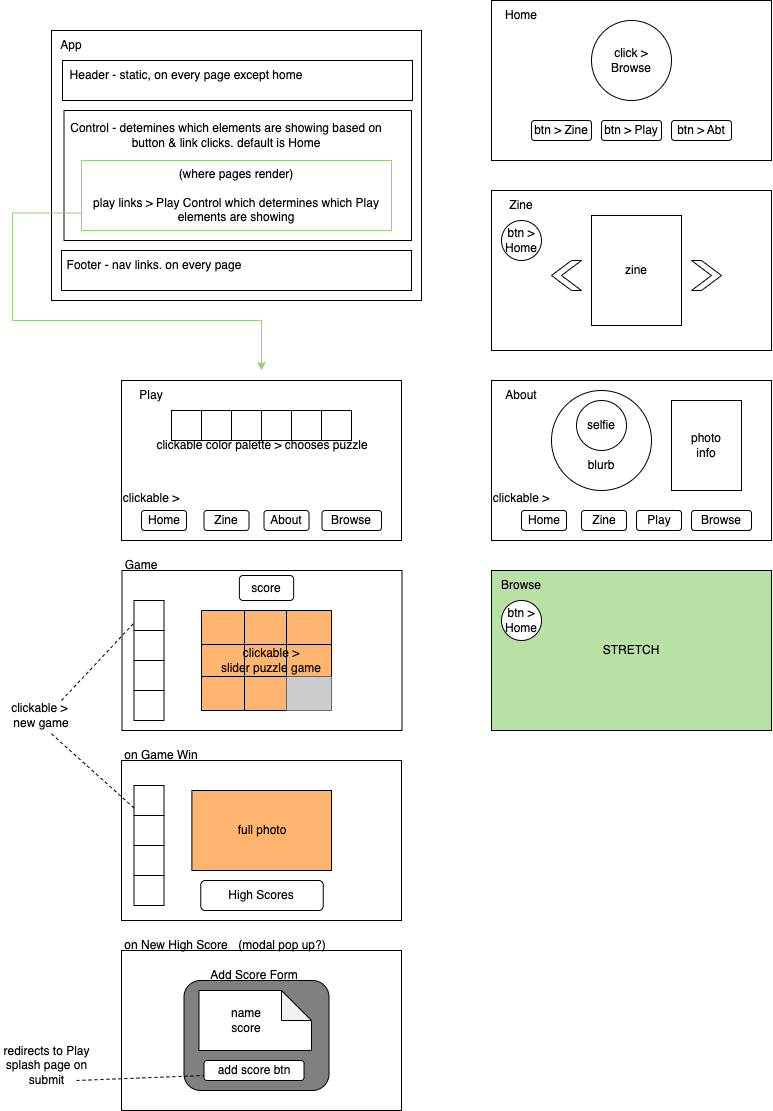 App
Header - static, on every page except home
Control - detemines which elements are showing based on
button & link clicks. default is Home
(where pages render)
play links > Play Control which determines which Play
elements are showing
Footer - nav links. on every page
Home
click >
Browse
btn > Zine
btn > Play
btn > Abt
Zine
btn >
Home
zine
Play
clickable color palette > chooses puzzle
clickable >
Home
Zine
About
Browse
About
selfie
blurb
photo
info
clickable >
Home
Zine
Play
Browse
Game
score
clickable >
slider puzzle game
clickable >
new game
Browse
btn >
Home
STRETCH
on Game Win
full photo
High Scores
on New High Score (modal pop up?)
Add Score Form
name
score
add score btn
redirects to Play
splash page on
submit